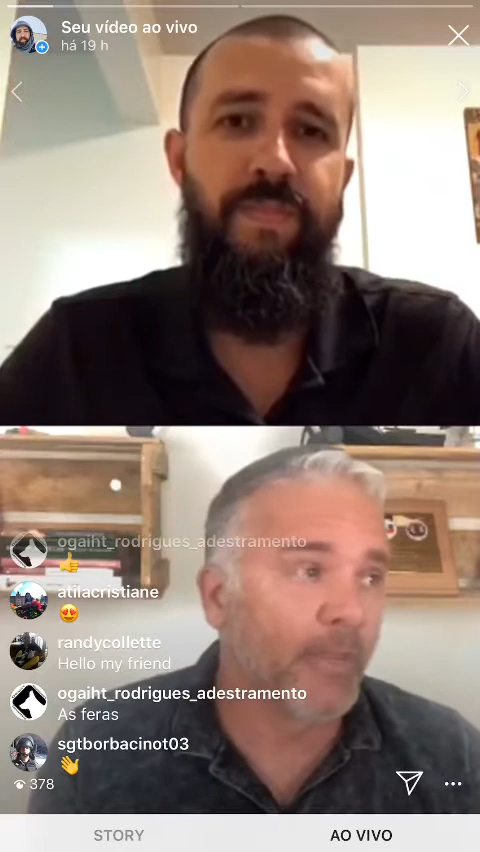 Seu vídeo ao vivo
há 19 h
ogaiht_rodrigues_adestramento
👍
atilacristiane
😍
randycollette
Hello my friend
ogaiht_rodrigues_adestramento
As feras
sgtborbacinot03
👋
378
STORY
AO VIVO